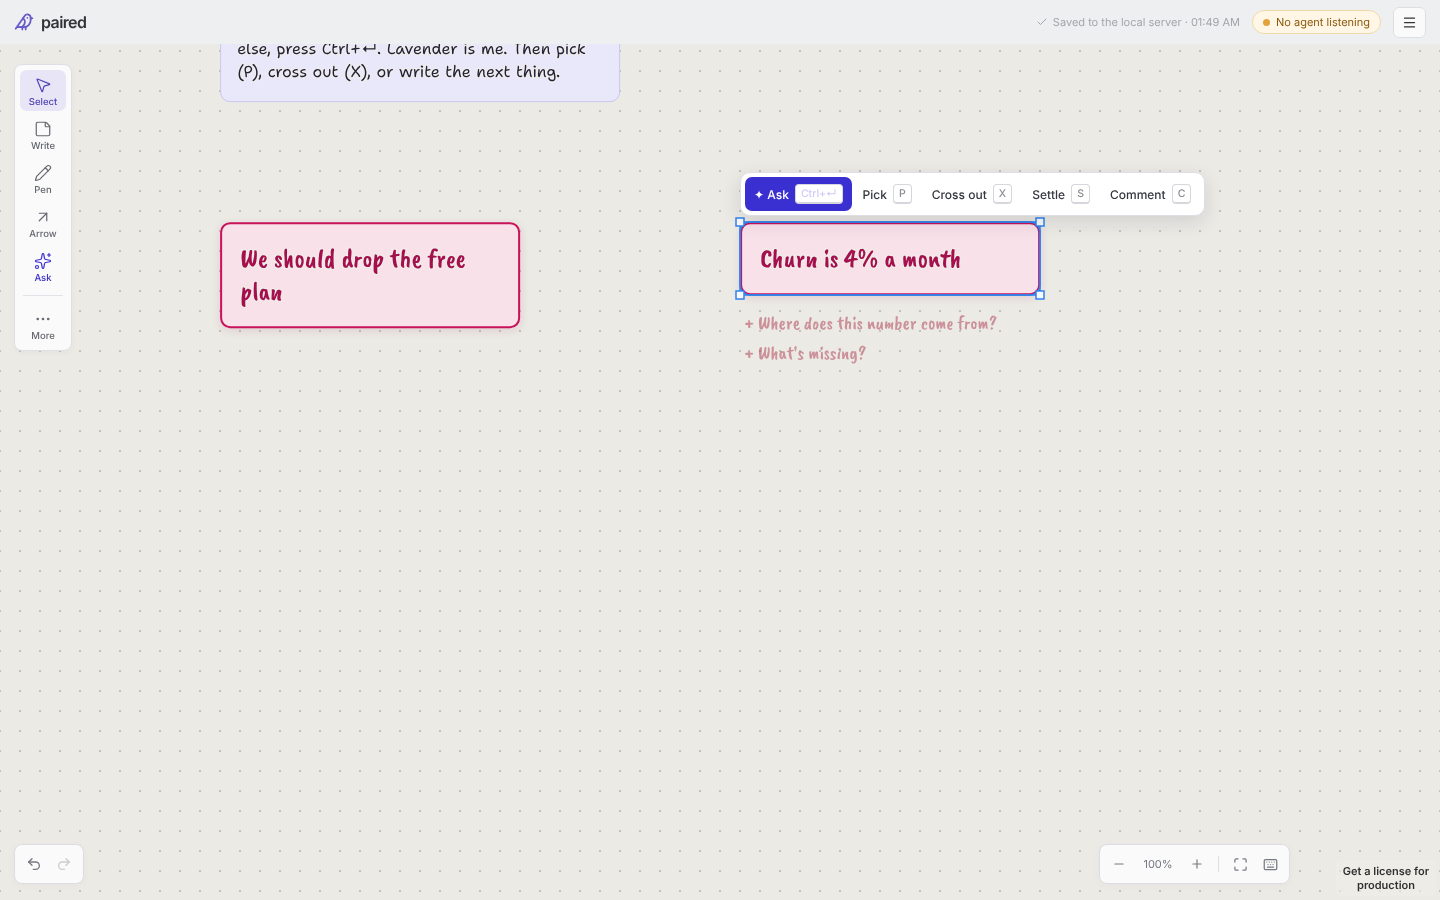 paired
Saved to the local server · 01:49 AM
No agent listening
else, press Ctrl+↵. Lavender is me. Then pick
(P), cross out (X), or write the next thing.
Select
Write
Pen
Arrow
Ask
More
✦ Ask Ctrl+↵ Pick P Cross out X Settle S Comment C
We should drop the free
plan
Churn is 4% a month
+ Where does this number come from?
+ What's missing?
100%
Get a license for
production